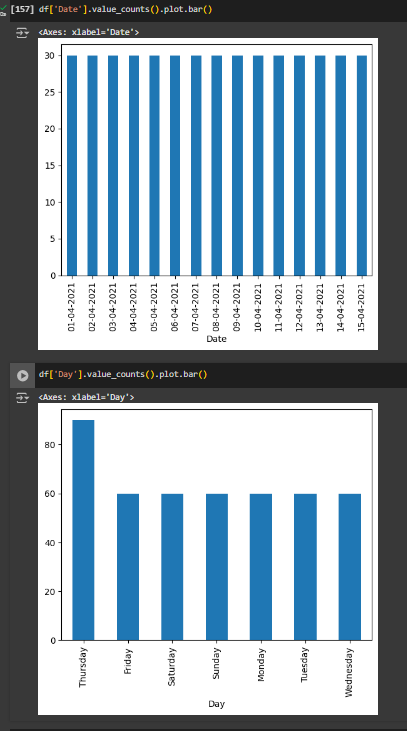 [157] df['Date'].value_counts().plot.bar()
<Axes: xlabel='Date'>
30
25
20
15
10
5
0
01-04-2021
02-04-2021
03-04-2021
04-04-2021
05-04-2021
06-04-2021
07-04-2021
08-04-2021
09-04-2021
10-04-2021
11-04-2021
12-04-2021
13-04-2021
14-04-2021
15-04-2021
Date
df['Day'].value_counts().plot.bar()
<Axes: xlabel='Day'>
80
60
40
20
0
Thursday
Friday
Saturday
Sunday
Monday
Tuesday
Wednesday
Day